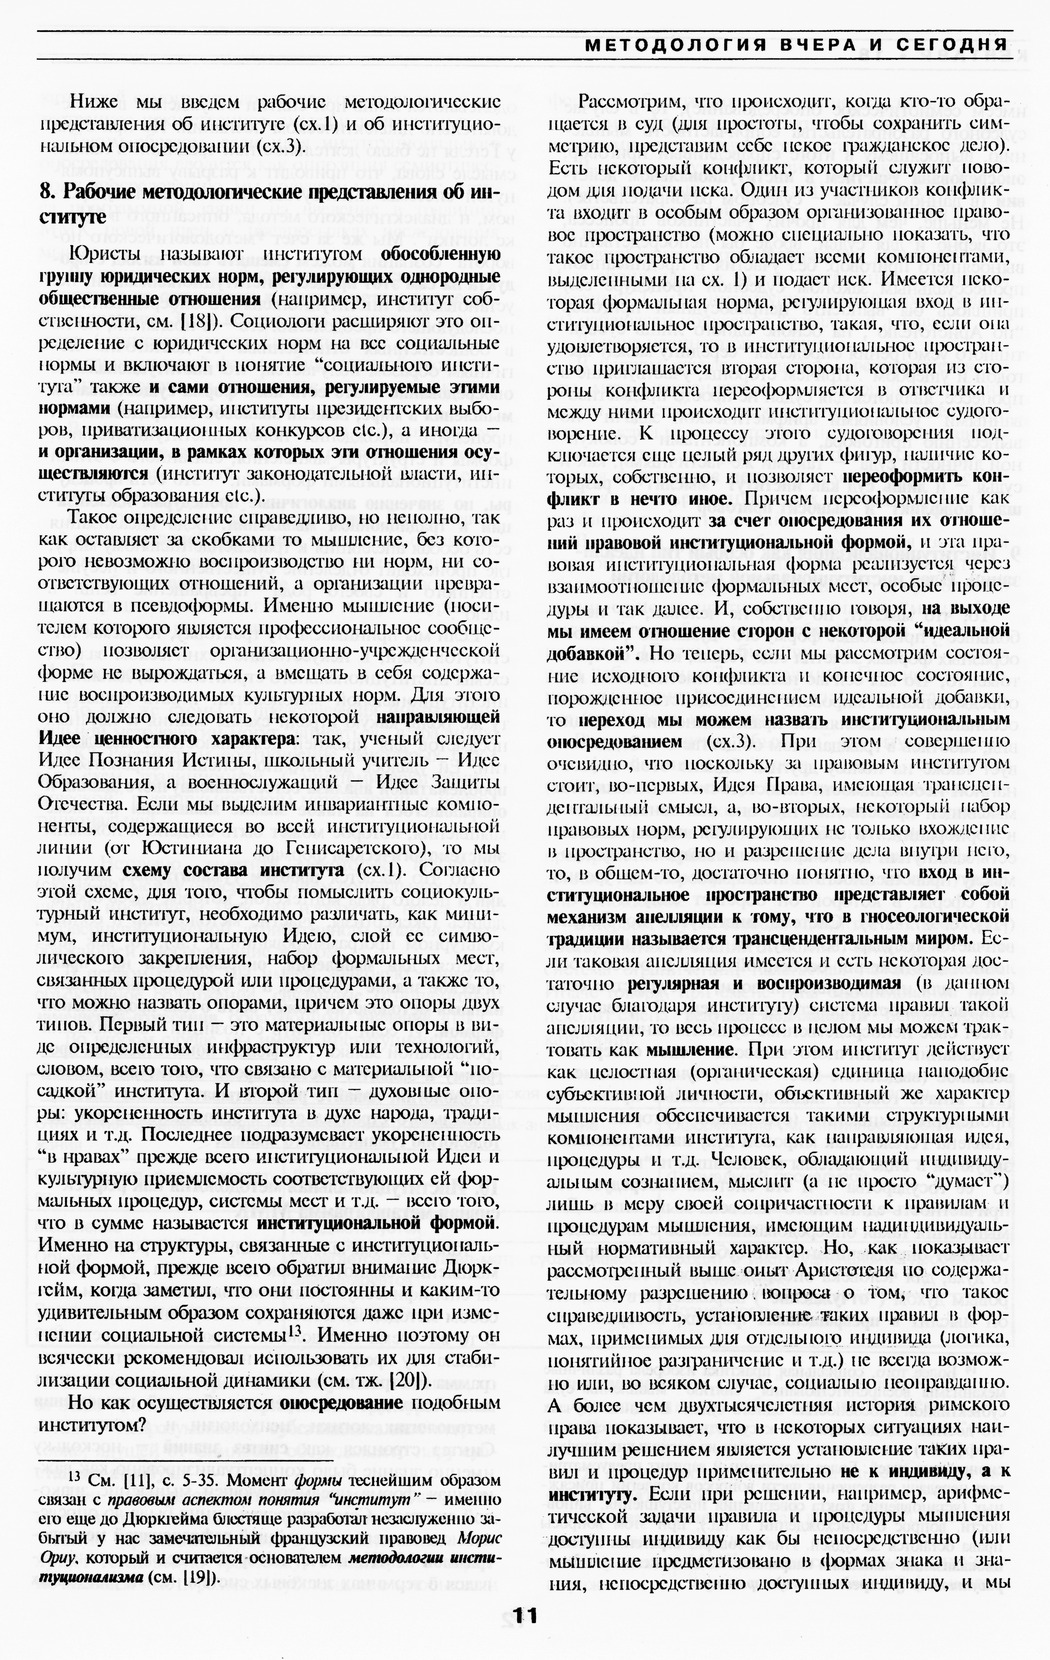 МЕТОДОЛОГИЯ ВЧЕРА И СЕГОДНЯ
Ниже мы введем рабочие методологические
представления об институте (сх.1) и об институцио-
нальном опосредовании (сх.3).
8. Рабочие методологические представления об ин-
ституте
Юристы называют институтом обособленную
группу юридических норм, регулирующих однородные
общественные отношения (например, институт соб-
ственности, см. [18]). Социологи расширяют это оп-
ределение с юридических норм на все социальные
нормы и включают в понятие “социального инсти-
тута” также и сами отношения, регулируемые этими
нормами (например, институты президентских выбо-
ров, приватизационных конкурсов etc.), а иногда —
и организации, в рамках которых эти отношения осу-
ществляются (институт законодательной власти, ин-
ституты образования etc.).
Такое определение справедливо, но неполно, так
как оставляет за скобками то мышление, без кото-
рого невозможно воспроизводство ни норм, ни со-
ответствующих отношений, а организации превра-
щаются в псевдоформы. Именно мышление (носи-
телем которого является профессиональное сообще-
ство) позволяет организационно-учрежденческой
форме не вырождаться, а вмещать в себя содержа-
ние воспроизводимых культурных норм. Для этого
оно должно следовать некоторой направляющей
Идее ценностного характера: так, ученый следует
Идее Познания Истины, школьный учитель — Идее
Образования, а военнослужащий — Идее Защиты
Отечества. Если мы выделим инвариантные компо-
ненты, содержащиеся во всей институциональной
линии (от Юстиниана до Генисаретского), то мы
получим схему состава института (сх.1). Согласно
этой схеме, для того, чтобы помыслить социокуль-
турный институт, необходимо различать, как мини-
мум, институциональную Идею, слой ее симво-
лического закрепления, набор формальных мест,
связанных процедурой или процедурами, а также то,
что можно назвать опорами, причем это опоры двух
типов. Первый тип — это материальные опоры в ви-
де определенных инфраструктур или технологий,
словом, всего того, что связано с материальной “по-
садкой” института. И второй тип — духовные опо-
ры: укорененность института в духе народа, тради-
циях и т.д. Последнее подразумевает укорененность
“в нравах” прежде всего институциональной Идеи и
культурную приемлемость соответствующих ей фор-
мальных процедур, системы мест и т.д. — всего того,
что в сумме называется институциональной формой.
Именно на структуры, связанные с институциональ-
ной формой, прежде всего обратил внимание Дюрк-
гейм, когда заметил, что они постоянны и каким-то
удивительным образом сохраняются даже при изме-
нении социальной системы¹³. Именно поэтому он
всячески рекомендовал использовать их для стаби-
лизации социальной динамики (см. тж. [20]).
Но как осуществляется опосредование подобным
институтом?
¹³ См. [11], с. 5-35. Момент формы теснейшим образом
связан с правовым аспектом понятия “институт” — именно
его еще до Дюркгейма блестяще разработал незаслуженно за-
бытый у нас замечательный французский правовед Морис
Ориу, который и считается основателем методологии инсти-
туционализма (см. [19]).
Рассмотрим, что происходит, когда кто-то обра-
щается в суд (для простоты, чтобы сохранить сим-
метрию, представим себе некое гражданское дело).
Есть некоторый конфликт, который служит пово-
дом для подачи иска. Один из участников конфлик-
та входит в особым образом организованное право-
вое пространство (можно специально показать, что
такое пространство обладает всеми компонентами,
выделенными на сх. 1) и подает иск. Имеется неко-
торая формальная норма, регулирующая вход в ин-
ституциональное пространство, такая, что, если она
удовлетворяется, то в институциональное простран-
ство приглашается вторая сторона, которая из сто-
роны конфликта переоформляется в ответчика и
между ними происходит институциональное судого-
ворение. К процессу этого судоговорения под-
ключается еще целый ряд других фигур, наличие ко-
торых, собственно, и позволяет переоформить кон-
фликт в нечто иное. Причем переоформление как
раз и происходит за счет опосредования их отноше-
ний правовой институциональной формой, и эта пра-
вовая институциональная форма реализуется через
взаимоотношение формальных мест, особые проце-
дуры и так далее. И, собственно говоря, на выходе
мы имеем отношение сторон с некоторой “идеальной
добавкой”. Но теперь, если мы рассмотрим состоя-
ние исходного конфликта и конечное состояние,
порожденное присоединением идеальной добавки,
то переход мы можем назвать институциональным
опосредованием (сх.3). При этом совершенно
очевидно, что поскольку за правовым институтом
стоит, во-первых, Идея Права, имеющая трансцен-
дентальный смысл, а, во-вторых, некоторый набор
правовых норм, регулирующих не только вхождение
в пространство, но и разрешение дела внутри него,
то, в общем-то, достаточно понятно, что вход в ин-
ституциональное пространство представляет собой
механизм апелляции к тому, что в гносеологической
традиции называется трансцендентальным миром. Ес-
ли таковая апелляция имеется и есть некоторая дос-
таточно регулярная и воспроизводимая (в данном
случае благодаря институту) система правил такой
апелляции, то весь процесс в целом мы можем трак-
товать как мышление. При этом институт действует
как целостная (органическая) единица наподобие
субъективной личности, объективный же характер
мышления обеспечивается такими структурными
компонентами института, как направляющая идея,
процедуры и т.д. Человек, обладающий индивиду-
альным сознанием, мыслит (а не просто “думает”)
лишь в меру своей сопричастности к правилам и
процедурам мышления, имеющим надиндивидуаль-
ный нормативный характер. Но, как показывает
рассмотренный выше опыт Аристотеля по содержа-
тельному разрешению вопроса о том, что такое
справедливость, установление таких правил в фор-
мах, применимых для отдельного индивида (логика,
понятийное разграничение и т.д.) не всегда возмож-
но или, во всяком случае, социально неоправданно.
А более чем двухтысячелетняя история римского
права показывает, что в некоторых ситуациях наи-
лучшим решением является установление таких пра-
вил и процедур применительно не к индивиду, а к
институту. Если при решении, например, арифме-
тической задачи правила и процедуры мышления
доступны индивиду как бы непосредственно (или
мышление предметизовано в формах знака и зна-
ния, непосредственно доступных индивиду, и мы
11